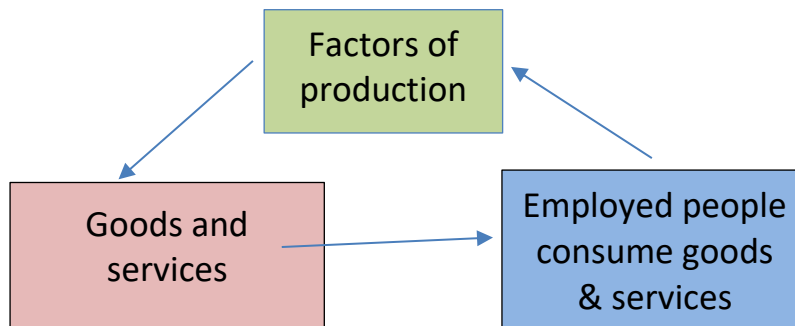 Factors of
production
Goods and
services
Employed people
consume goods
& services